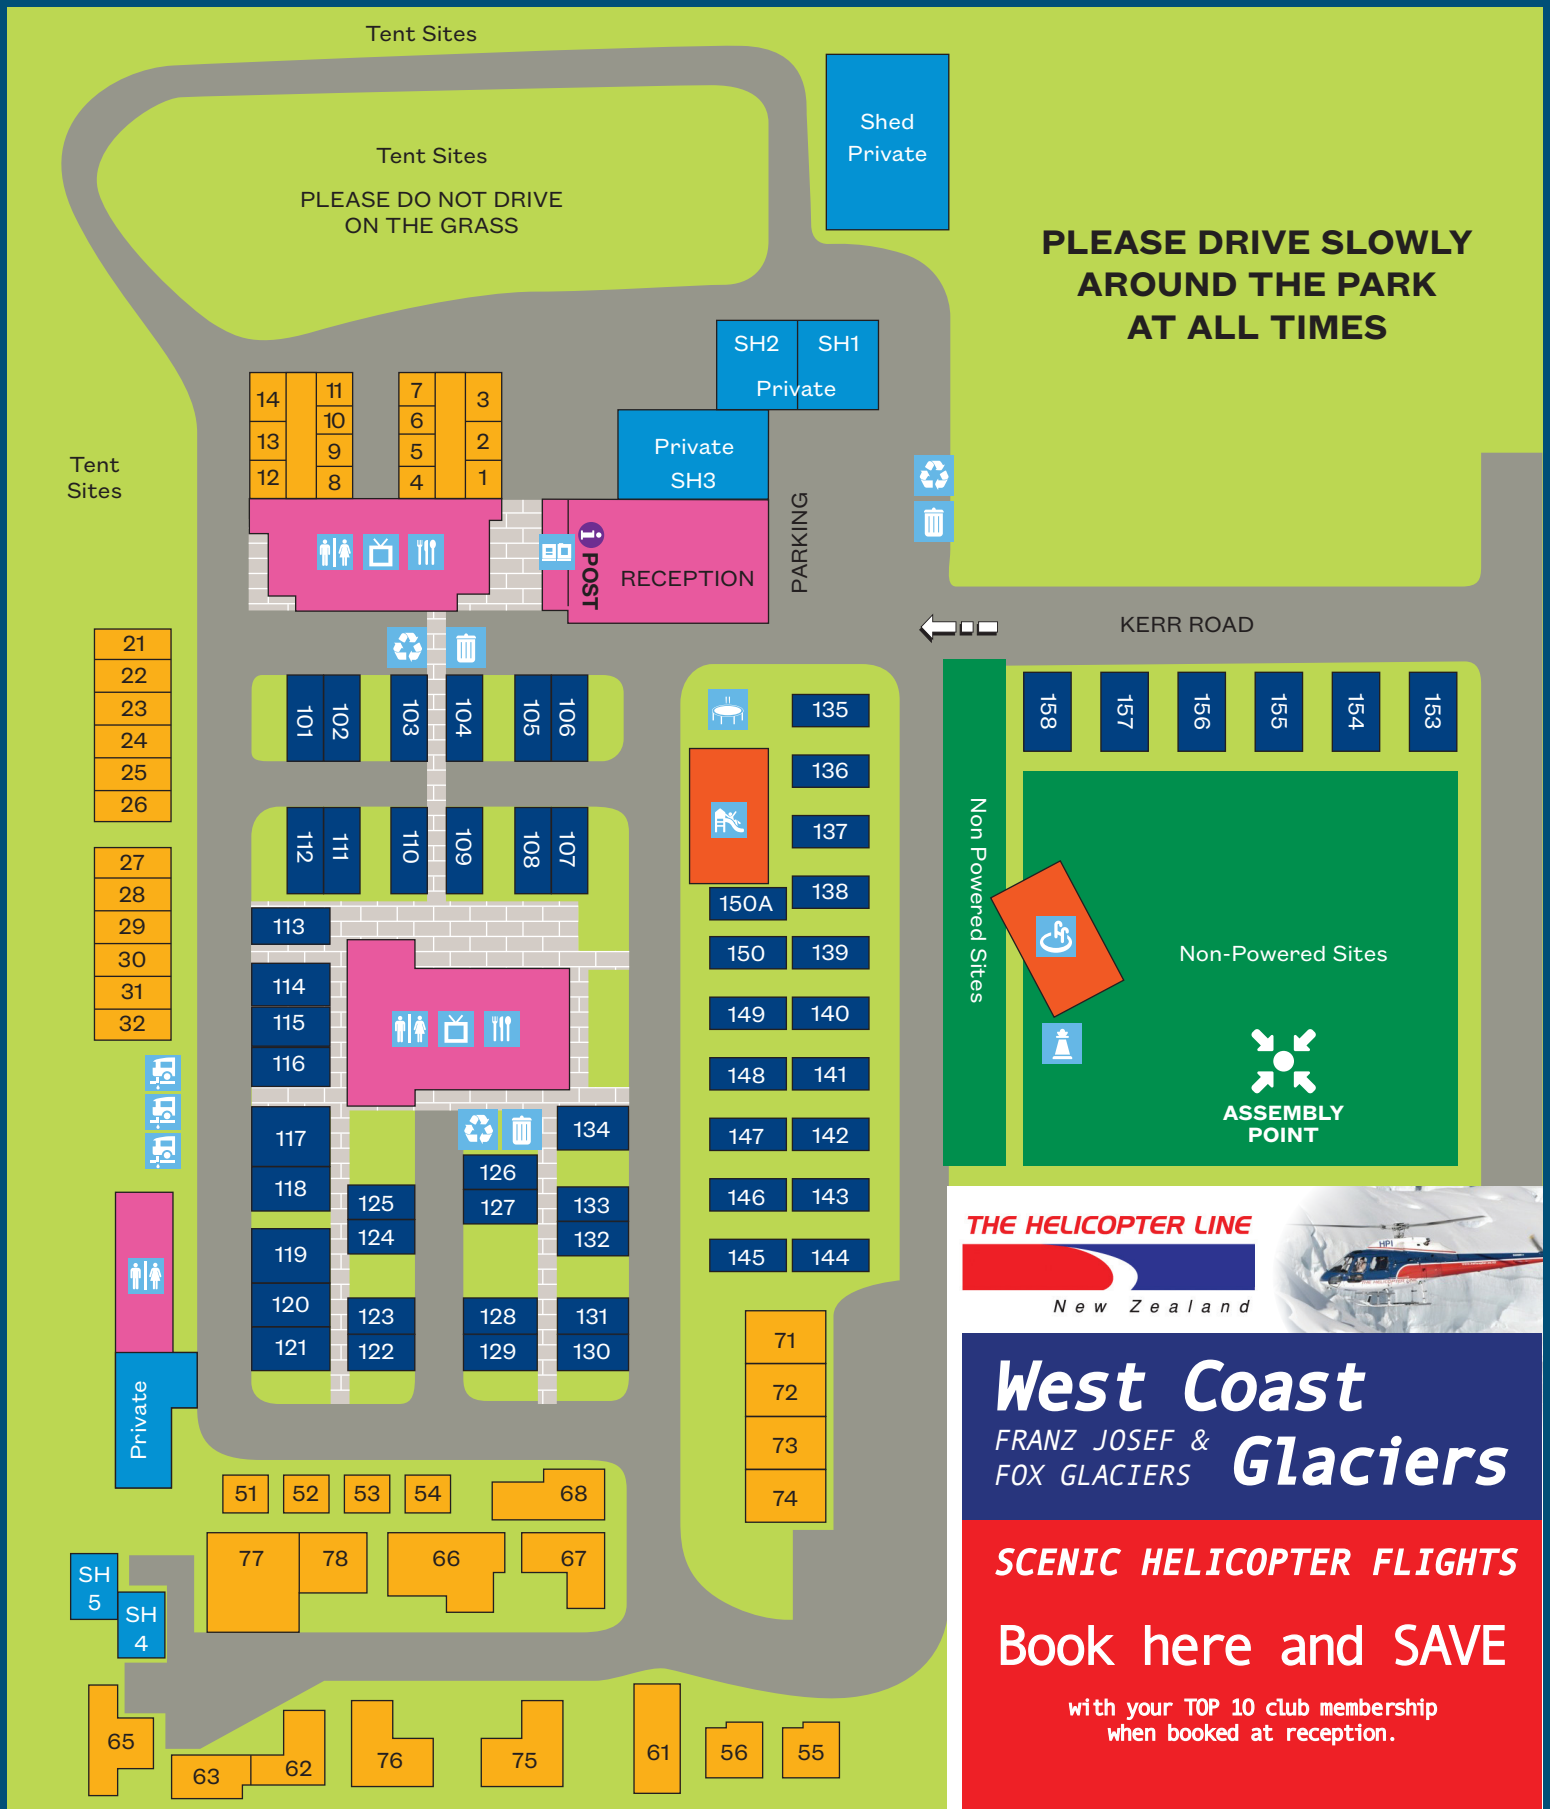 Tent Sites
Shed
Private
Tent Sites
PLEASE DO NOT DRIVE
ON THE GRASS
PLEASE DRIVE SLOWLY
AROUND THE PARK
AT ALL TIMES
SH2
SH1
Private
14
13
12
11
10
9
8
7
6
5
4
3
2
1
Private
SH3
Tent
Sites
i
POST
RECEPTION
PARKING
KERR ROAD
21
22
23
24
25
26
27
28
29
30
31
32
101
102
103
104
105
106
112
111
110
109
108
107
113
114
115
116
117
118
119
120
121
125
124
123
122
126
127
128
129
134
133
132
131
130
135
136
137
138
150A
150
139
149
140
148
141
147
142
146
143
145
144
158
157
156
155
154
153
Non Powered Sites
Non-Powered Sites
ASSEMBLY
POINT
71
72
73
74
Private
51
52
53
54
68
77
78
66
67
SH
5
SH
4
65
63
62
76
75
61
56
55
THE HELICOPTER LINE
New Zealand
HPI
West Coast
FRANZ JOSEF &
FOX GLACIERS
Glaciers
SCENIC HELICOPTER FLIGHTS
Book here and SAVE
with your TOP 10 club membership
when booked at reception.